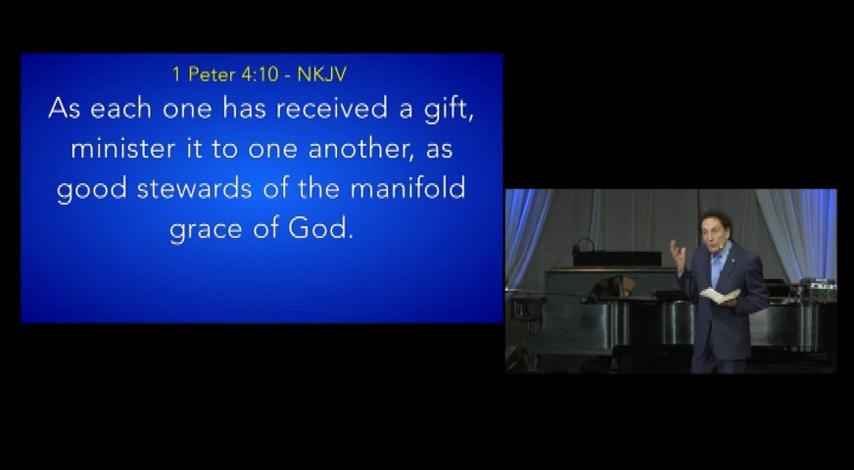 1 Peter 4:10 - NKJV
As each one has received a gift,
minister it to one another, as
good stewards of the manifold
grace of God.